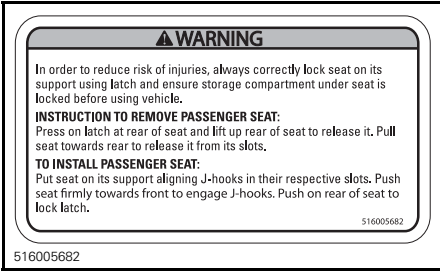 WARNING
In order to reduce risk of injuries, always correctly lock seat on its
support using latch and ensure storage compartment under seat is
locked before using vehicle.
INSTRUCTION TO REMOVE PASSENGER SEAT:
Press on latch at rear of seat and lift up rear of seat to release it. Pull
seat towards rear to release it from its slots.
TO INSTALL PASSENGER SEAT:
Put seat on its support aligning J-hooks in their respective slots. Push
seat firmly towards front to engage J-hooks. Push on rear of seat to
lock latch.
516005682
516005682